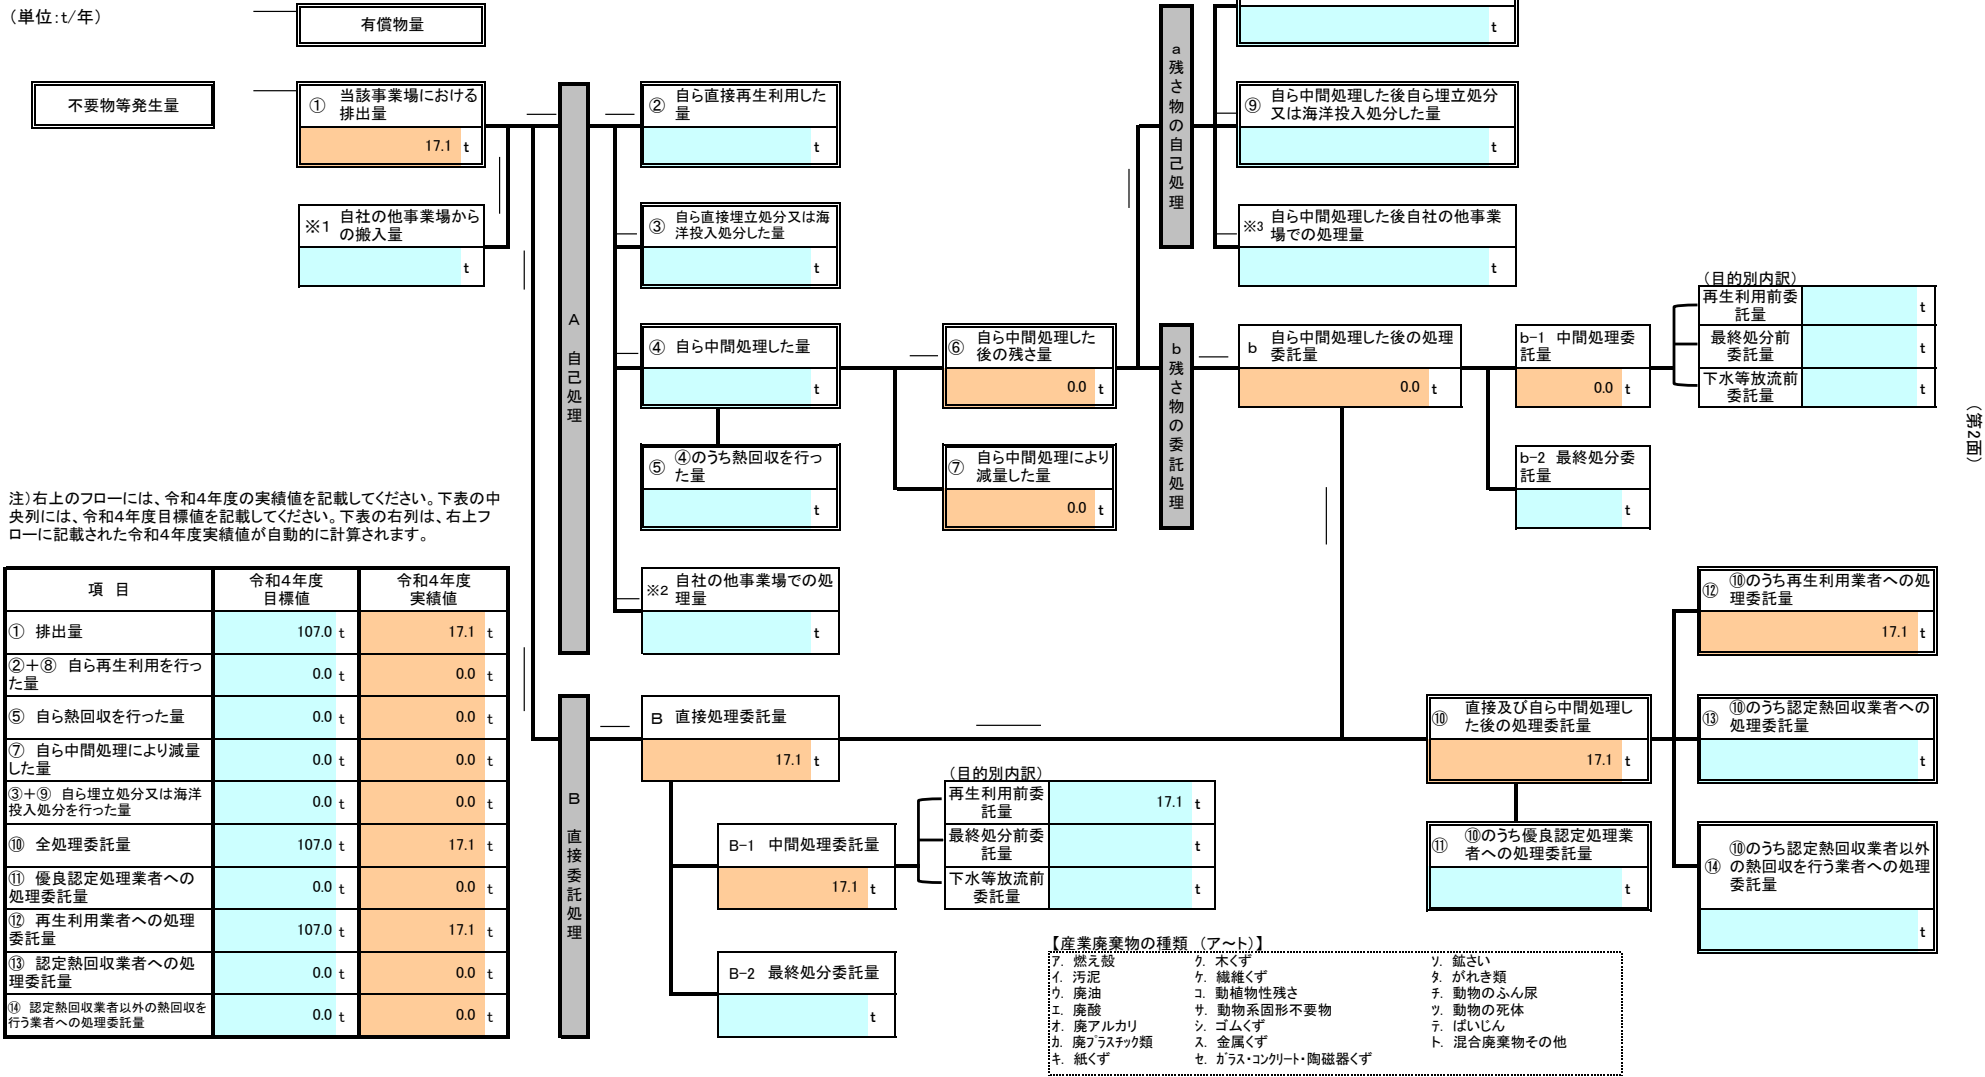 (単位:t/年)
有償物量
t
不要物等発生量
① 当該事業場における
排出量
17.1 t
※1 自社の他事業場から
の搬入量
t
A 自己処理
② 自ら直接再生利用した
量
t
③ 自ら直接埋立処分又は海
洋投入処分した量
t
④ 自ら中間処理した量
t
⑤ ④のうち熱回収を行っ
た量
t
※2 自社の他事業場での処
理量
t
⑥ 自ら中間処理した
後の残さ量
0.0 t
⑦ 自ら中間処理により
減量した量
0.0 t
a 残さ物の自己処理
⑨ 自ら中間処理した後自ら埋立処分
又は海洋投入処分した量
t
※3 自ら中間処理した後自社の他事業
場での処理量
t
b 残さ物の委託処理
b 自ら中間処理した後の処理
委託量
0.0 t
b-1 中間処理委
託量
0.0 t
b-2 最終処分委
託量
t
(目的別内訳)
再生利用前委
託量
t
最終処分前
委託量
t
下水等放流前
委託量
t
(第2面)
注)右上のフローには、令和4年度の実績値を記載してください。下表の中
央列には、令和4年度目標値を記載してください。下表の右列は、右上フ
ローに記載された令和4年度実績値が自動的に計算されます。
項 目 令和4年度
目標値 令和4年度
実績値
① 排出量 107.0 t 17.1 t
②+⑧ 自ら再生利用を行っ
た量 0.0 t 0.0 t
⑤ 自ら熱回収を行った量 0.0 t 0.0 t
⑦ 自ら中間処理により減量
した量 0.0 t 0.0 t
③+⑨ 自ら埋立処分又は海洋
投入処分を行った量 0.0 t 0.0 t
⑩ 全処理委託量 107.0 t 17.1 t
⑪ 優良認定処理業者への
処理委託量 0.0 t 0.0 t
⑫ 再生利用業者への処理
委託量 107.0 t 17.1 t
⑬ 認定熱回収業者への処
理委託量 0.0 t 0.0 t
⑭ 認定熱回収業者以外の熱回収を
行う業者への処理委託量 0.0 t 0.0 t
B 直接委託処理
B 直接処理委託量
17.1 t
B-1 中間処理委託量
17.1 t
B-2 最終処分委託量
t
(目的別内訳)
再生利用前委
託量
17.1 t
最終処分前委
託量
t
下水等放流前
委託量
t
⑩ 直接及び自ら中間処理し
た後の処理委託量
17.1 t
⑪ ⑩のうち優良認定処理業
者への処理委託量
t
⑫ ⑩のうち再生利用業者への処
理委託量
17.1 t
⑬ ⑩のうち認定熱回収業者への
処理委託量
t
⑭ ⑩のうち認定熱回収業者以外
の熱回収を行う業者への処理
委託量
t
【産業廃棄物の種類 (ア~ト)】
ア. 燃え殻 ク. 木くず ソ. 鉱さい
イ. 汚泥 ケ. 繊維くず タ. がれき類
ウ. 廃油 コ. 動植物性残さ チ. 動物のふん尿
エ. 廃酸 サ. 動物系固形不要物 ツ. 動物の死体
オ. 廃アルカリ シ. ゴムくず テ. ばいじん
カ. 廃プラスチック類 ス. 金属くず ト. 混合廃棄物その他
キ. 紙くず セ. ガラス・コンクリート・陶磁器くず